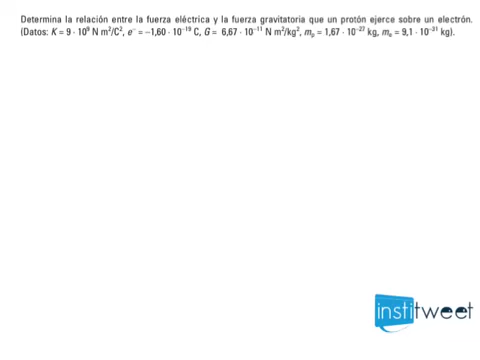 Determina la relación entre la fuerza eléctrica y la fuerza gravitatoria que un protón ejerce sobre un electrón.
(Datos: K = 9 · 10⁹ N m²/C², e⁻ = −1,60 · 10⁻¹⁹ C, G = 6,67 · 10⁻¹¹ N m²/kg², mₚ = 1,67 · 10⁻²⁷ kg, mₑ = 9,1 · 10⁻³¹ kg).
institweet